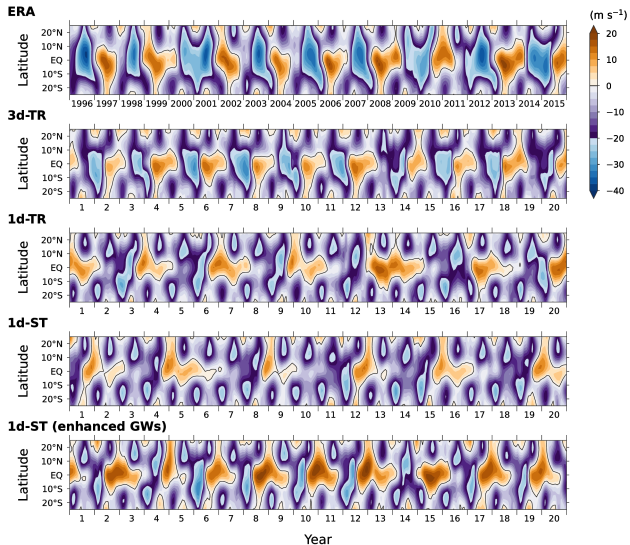 ERA
(m s⁻¹)
20°N
10°N
EQ
10°S
20°S
Latitude
1996 1997 1998 1999 2000 2001 2002 2003 2004 2005 2006 2007 2008 2009 2010 2011 2012 2013 2014 2015
20
10
0
−10
−20
−30
−40
3d-TR
20°N
10°N
EQ
10°S
Latitude
1 2 3 4 5 6 7 8 9 10 11 12 13 14 15 16 17 18 19 20
1d-TR
20°N
10°N
EQ
10°S
20°S
Latitude
1 2 3 4 5 6 7 8 9 10 11 12 13 14 15 16 17 18 19 20
1d-ST
20°N
10°N
EQ
10°S
20°S
Latitude
1 2 3 4 5 6 7 8 9 10 11 12 13 14 15 16 17 18 19 20
1d-ST (enhanced GWs)
20°N
10°N
EQ
10°S
20°S
Latitude
1 2 3 4 5 6 7 8 9 10 11 12 13 14 15 16 17 18 19 20
Year